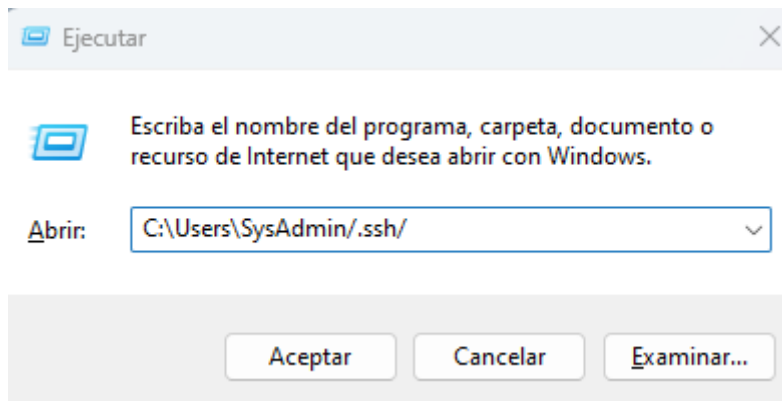 Ejecutar
Escriba el nombre del programa, carpeta, documento o
recurso de Internet que desea abrir con Windows.
Abrir: C:\Users\SysAdmin/.ssh/
Aceptar Cancelar Examinar...